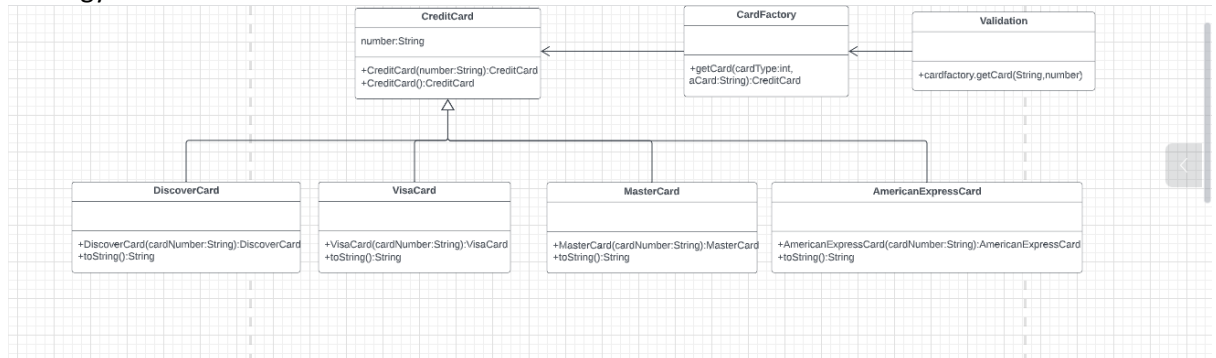 CreditCard
number:String
+CreditCard(number:String):CreditCard
+CreditCard():CreditCard
CardFactory
+getCard(cardType:int,
aCard:String):CreditCard
Validation
+cardfactory.getCard(String,number)
DiscoverCard
+DiscoverCard(cardNumber:String):DiscoverCard
+toString():String
VisaCard
+VisaCard(cardNumber:String):VisaCard
+toString():String
MasterCard
+MasterCard(cardNumber:String):MasterCard
+toString():String
AmericanExpressCard
+AmericanExpressCard(cardNumber:String):AmericanExpressCard
+toString():String